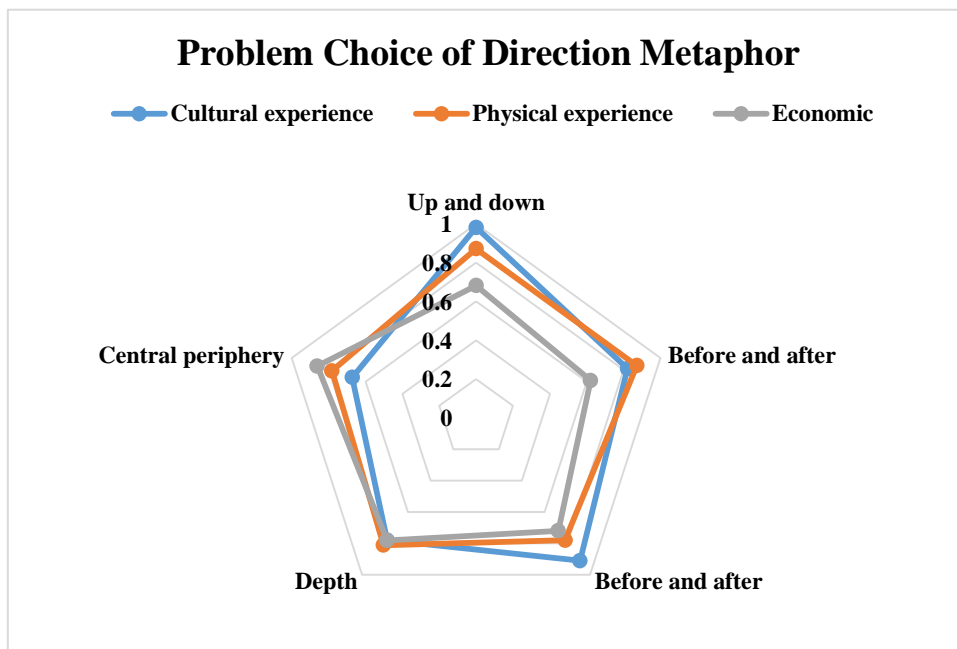 Problem Choice of Direction Metaphor
Cultural experience Physical experience Economic
Up and down
1
0.8
0.6
0.4
0.2
0
Before and after
Central periphery
Before and after
Depth